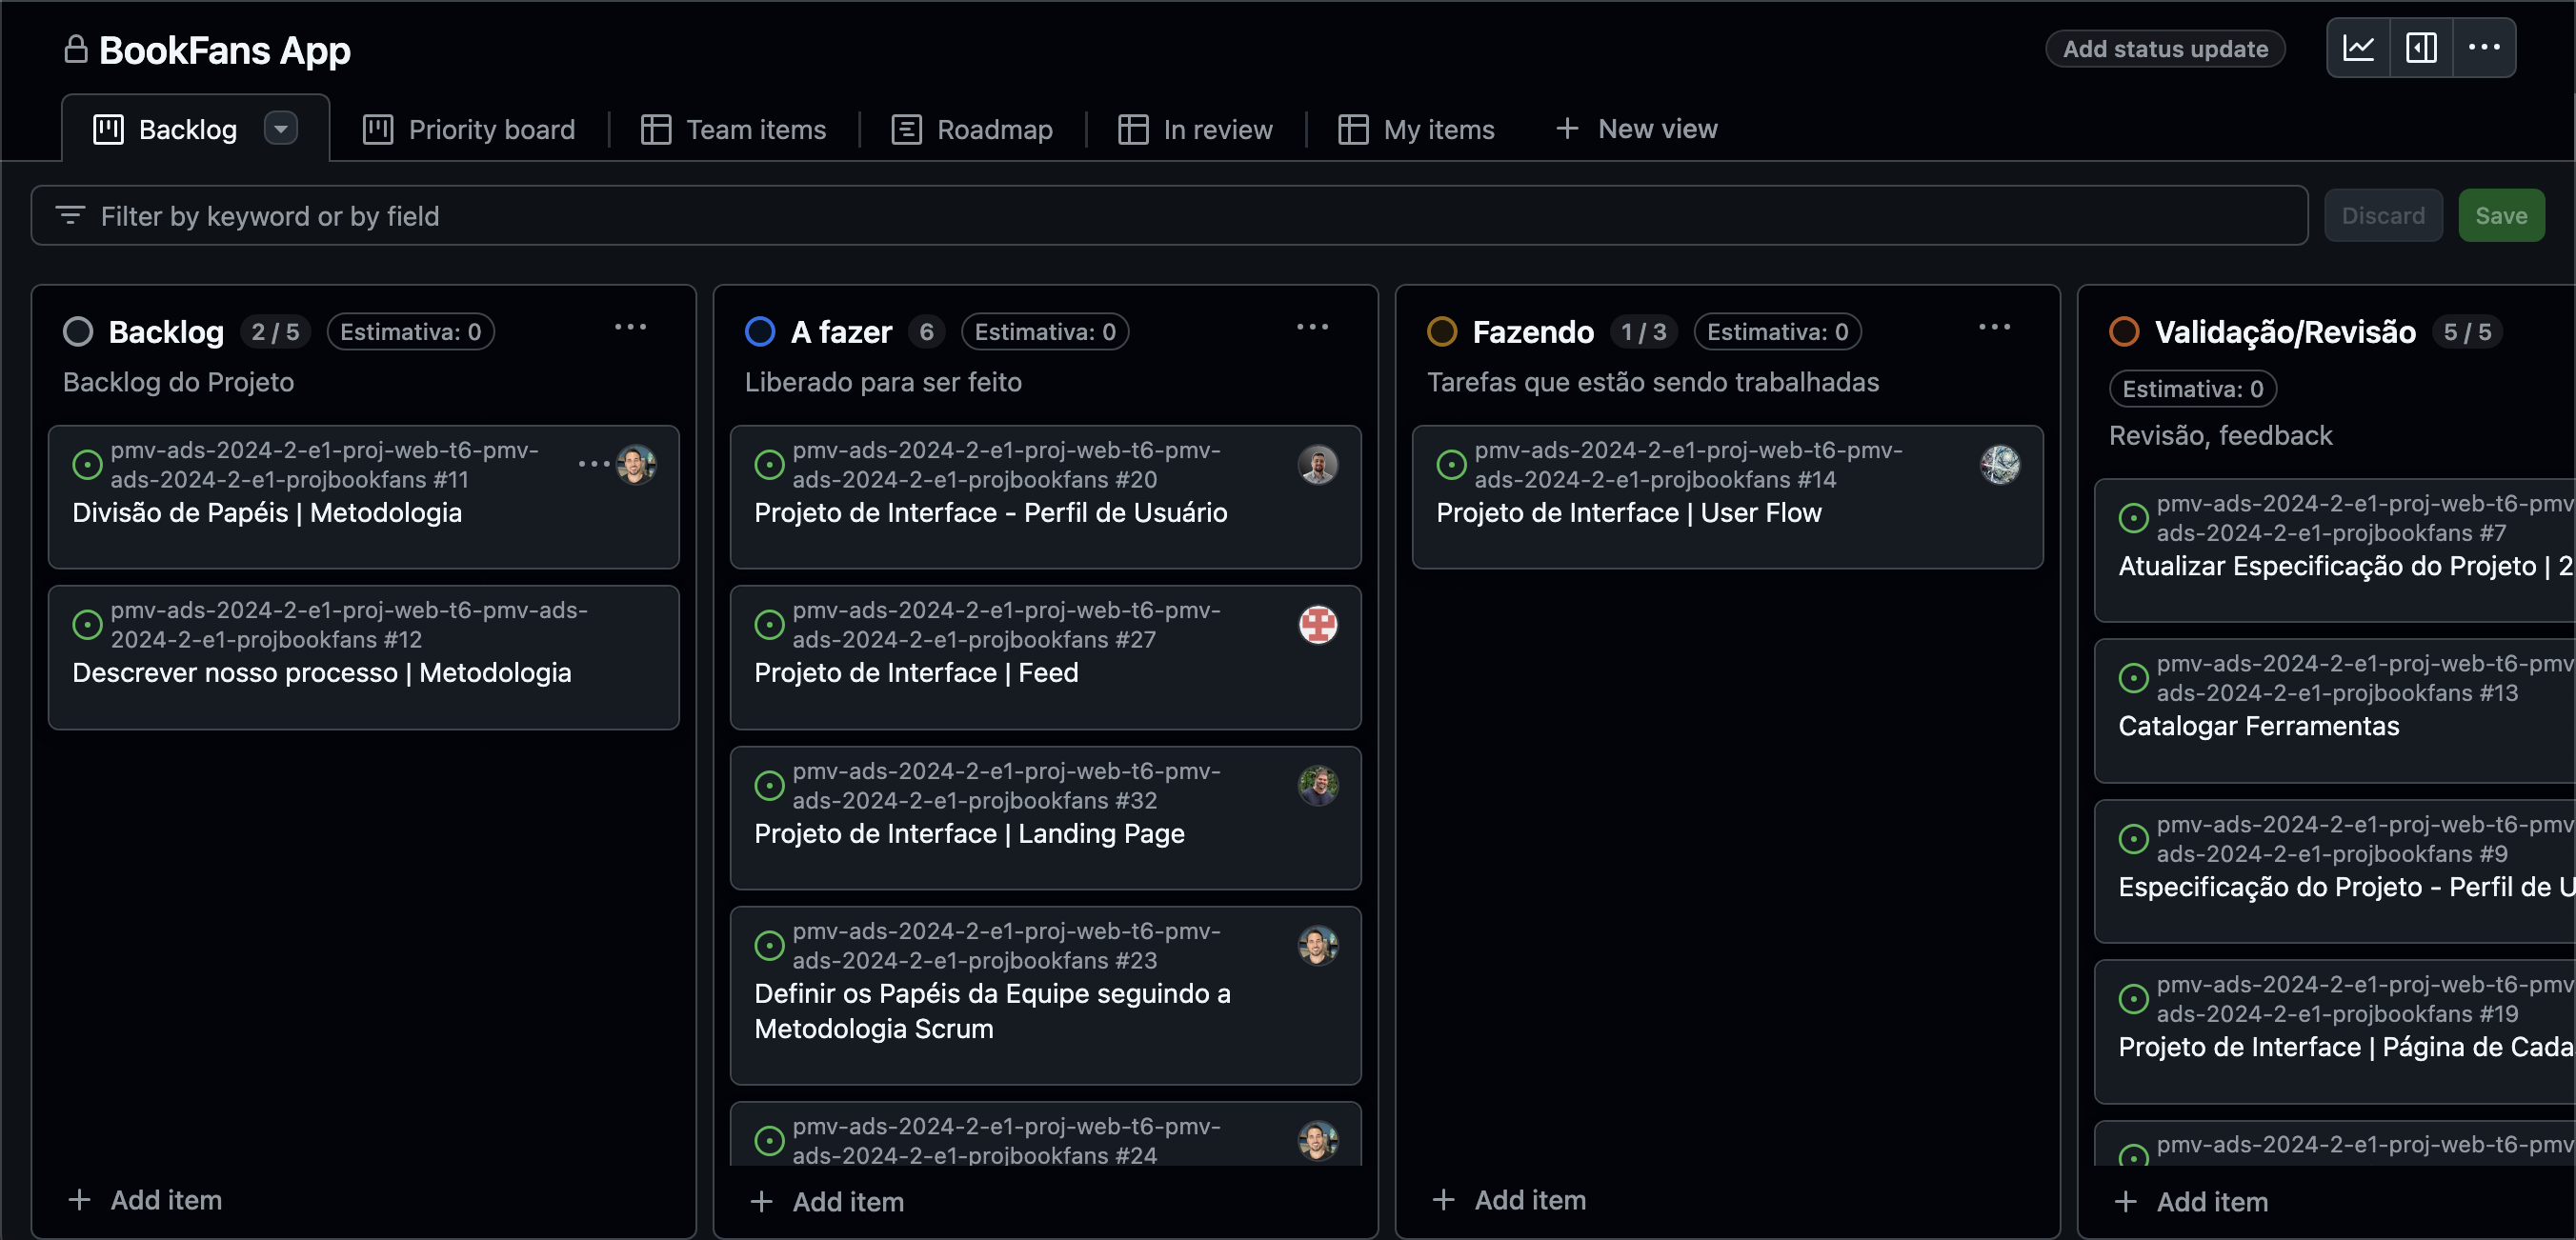 BookFans App
Add status update
Backlog
Priority board
Team items
Roadmap
In review
My items
New view
Filter by keyword or by field
Discard
Save
Backlog 2 / 5 Estimativa: 0
Backlog do Projeto
pmv-ads-2024-2-e1-proj-web-t6-pmv-
ads-2024-2-e1-projbookfans #11
Divisão de Papéis | Metodologia
pmv-ads-2024-2-e1-proj-web-t6-pmv-ads-
2024-2-e1-projbookfans #12
Descrever nosso processo | Metodologia
Add item
A fazer 6 Estimativa: 0
Liberado para ser feito
pmv-ads-2024-2-e1-proj-web-t6-pmv-
ads-2024-2-e1-projbookfans #20
Projeto de Interface - Perfil de Usuário
pmv-ads-2024-2-e1-proj-web-t6-pmv-
ads-2024-2-e1-projbookfans #27
Projeto de Interface | Feed
pmv-ads-2024-2-e1-proj-web-t6-pmv-
ads-2024-2-e1-projbookfans #32
Projeto de Interface | Landing Page
pmv-ads-2024-2-e1-proj-web-t6-pmv-
ads-2024-2-e1-projbookfans #23
Definir os Papéis da Equipe seguindo a
Metodologia Scrum
pmv-ads-2024-2-e1-proj-web-t6-pmv-
ads-2024-2-e1-projbookfans #24
Add item
Fazendo 1 / 3 Estimativa: 0
Tarefas que estão sendo trabalhadas
pmv-ads-2024-2-e1-proj-web-t6-pmv-
ads-2024-2-e1-projbookfans #14
Projeto de Interface | User Flow
Add item
Validação/Revisão 5 / 5
Estimativa: 0
Revisão, feedback
pmv-ads-2024-2-e1-proj-web-t6-pmv
ads-2024-2-e1-projbookfans #7
Atualizar Especificação do Projeto | 2
pmv-ads-2024-2-e1-proj-web-t6-pmv
ads-2024-2-e1-projbookfans #13
Catalogar Ferramentas
pmv-ads-2024-2-e1-proj-web-t6-pmv
ads-2024-2-e1-projbookfans #9
Especificação do Projeto - Perfil de U
pmv-ads-2024-2-e1-proj-web-t6-pmv
ads-2024-2-e1-projbookfans #19
Projeto de Interface | Página de Cada
pmv-ads-2024-2-e1-proj-web-t6-pmv
Add item